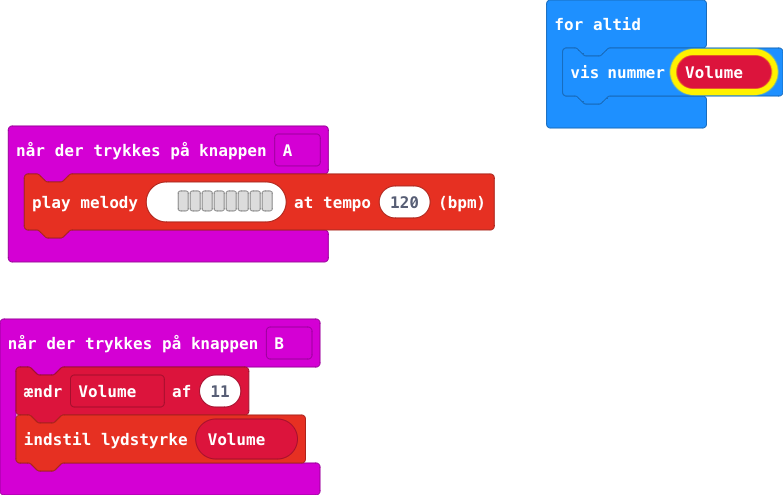 for altid
vis nummer Volume
når der trykkes på knappen A
play melody at tempo 120 (bpm)
når der trykkes på knappen B
ændr Volume af 11
indstil lydstyrke Volume